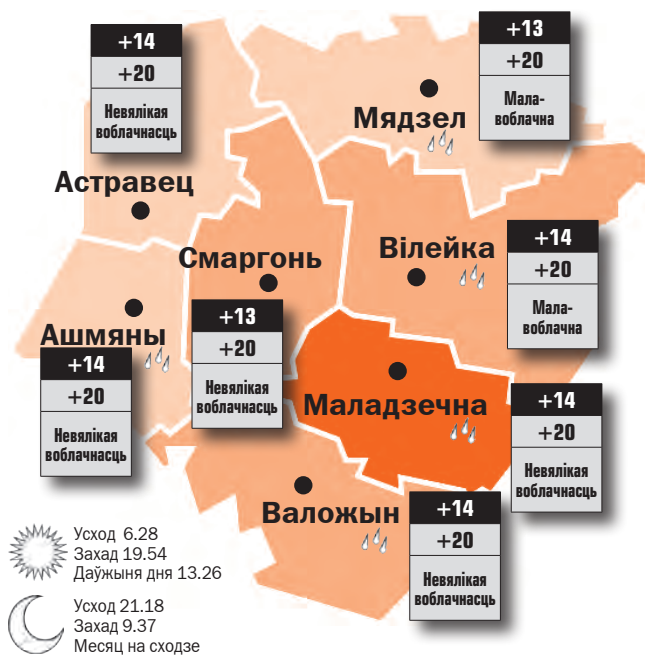 +14
+20
Невялікая
воблачнасць
Астравец
+13
+20
Мала-
воблачна
Мядзел
Смаргонь
+13
+20
Невялікая
воблачнасць
Вілейка
+14
+20
Мала-
воблачна
Ашмяны
+14
+20
Невялікая
воблачнасць
Маладзечна
+14
+20
Невялікая
воблачнасць
Валожын
+14
+20
Невялікая
воблачнасць
Усход 6.28
Захад 19.54
Даўжыня дня 13.26
Усход 21.18
Захад 9.37
Месяц на сходзе